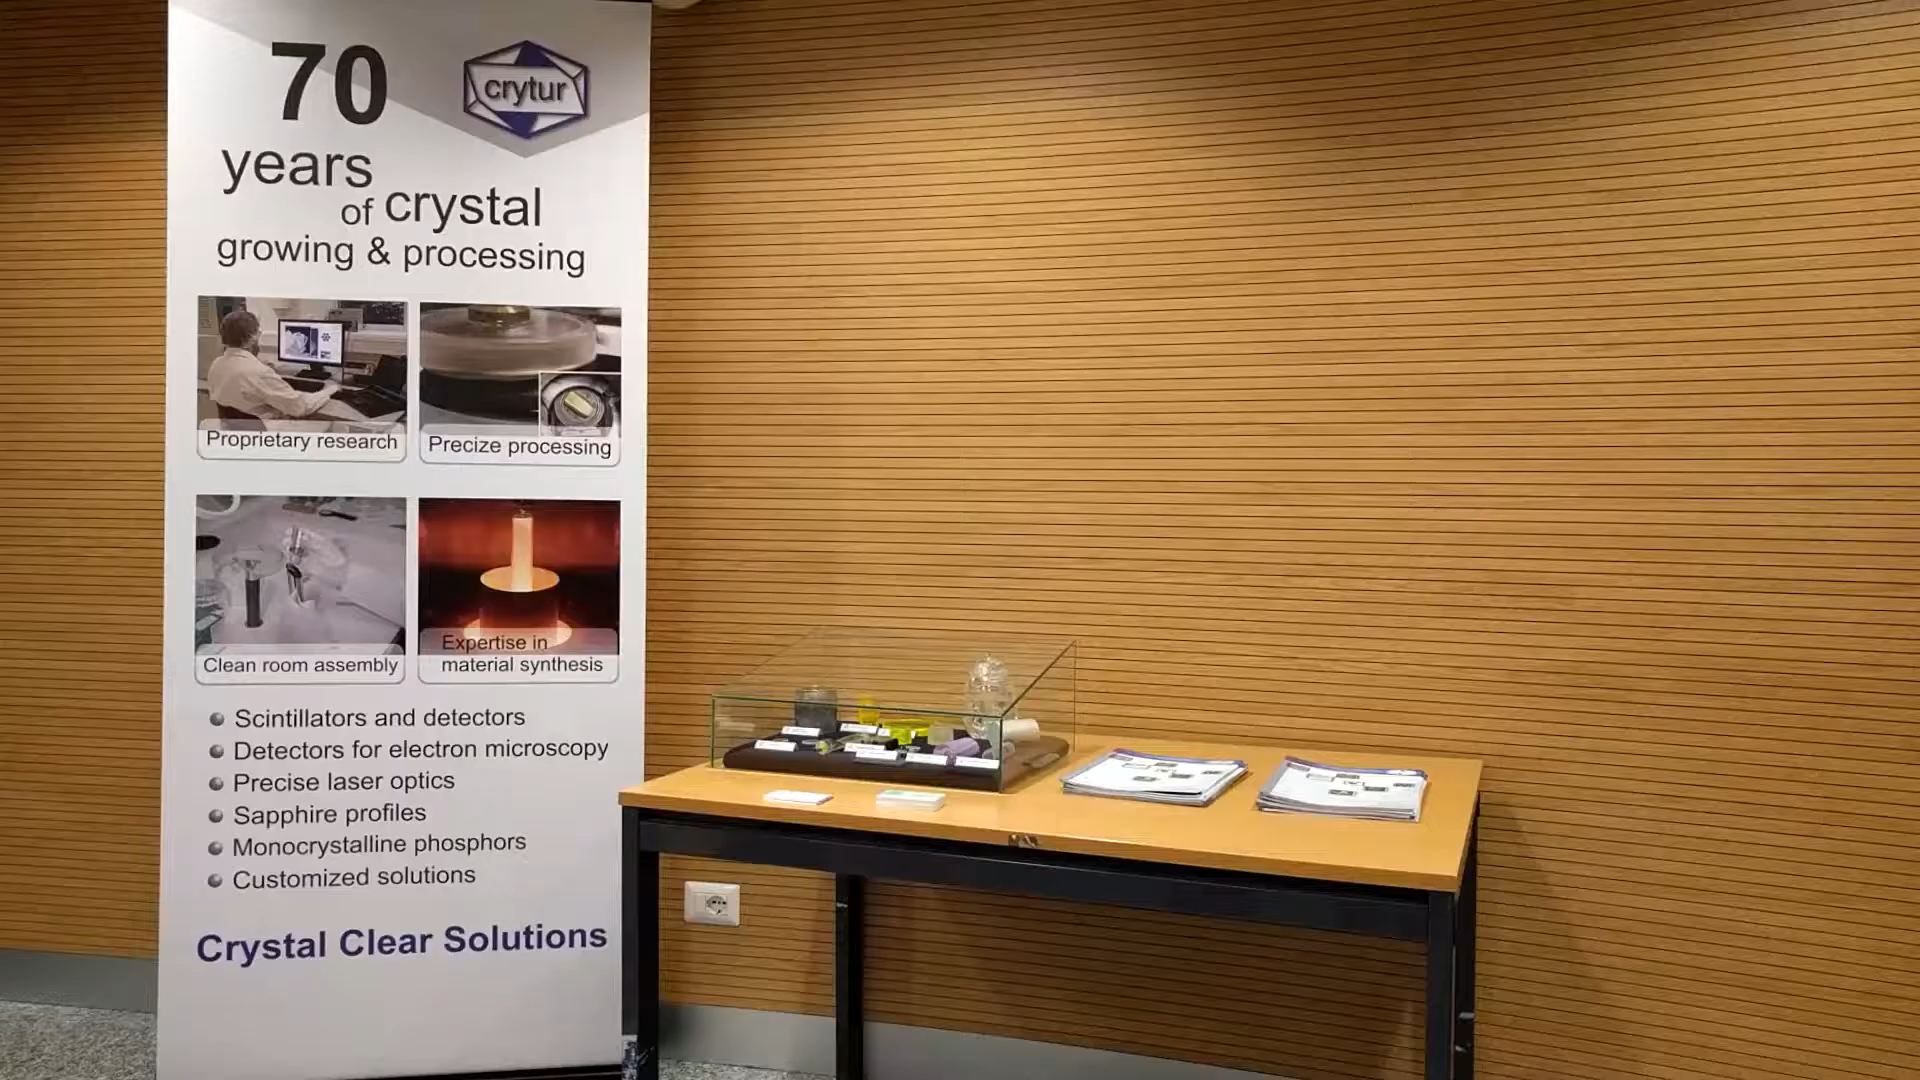 70
crytur
years
of crystal
growing & processing
Proprietary research
Precize processing
Clean room assembly
Expertise in
material synthesis
Scintillators and detectors
Detectors for electron microscopy
Precise laser optics
Sapphire profiles
Monocrystalline phosphors
Customized solutions
Crystal Clear Solutions